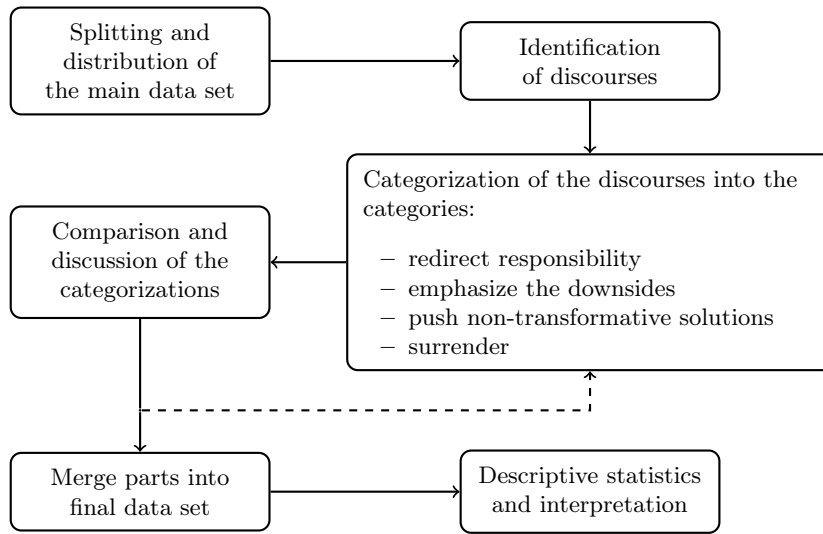 Splitting and
distribution of
the main data set
Identification
of discourses
Categorization of the discourses into the
categories:
– redirect responsibility
– emphasize the downsides
– push non-transformative solutions
– surrender
Comparison and
discussion of the
categorizations
Merge parts into
final data set
Descriptive statistics
and interpretation